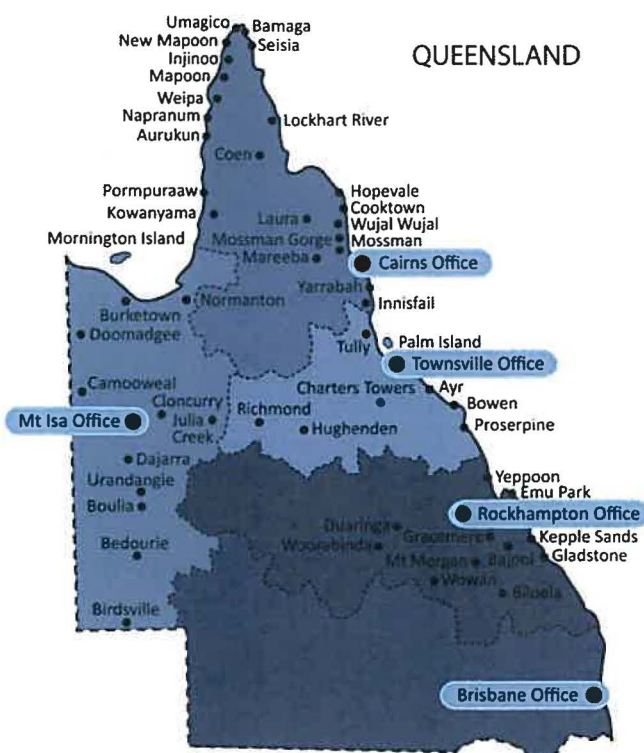 QUEENSLAND
Umagico
Bamaga
New Mapoon
Seisia
Injinoo
Mapoon
Weipa
Napranum
Lockhart River
Aurukun
Coen
Pormpuraaw
Hopevale
Kowanyama
Cooktown
Laura
Wujal Wujal
Mornington Island
Mossman Gorge
Mossman
Mareeba
Cairns Office
Yarrabah
Normanton
Innisfail
Burketown
Doomadgee
Tully
Palm Island
Townsville Office
Camooweal
Charters Towers
Ayr
Cloncurry
Bowen
Mt Isa Office
Julia
Creek
Richmond
Hughenden
Proserpine
Dajarra
Urandangie
Yeppoon
Emu Park
Boulia
Rockhampton Office
Duaringa
Gracemere
Kepple Sands
Woorabinda
Bajool
Gladstone
Bedourie
Mt Morgan
Wowan
Biloela
Birdsville
Brisbane Office